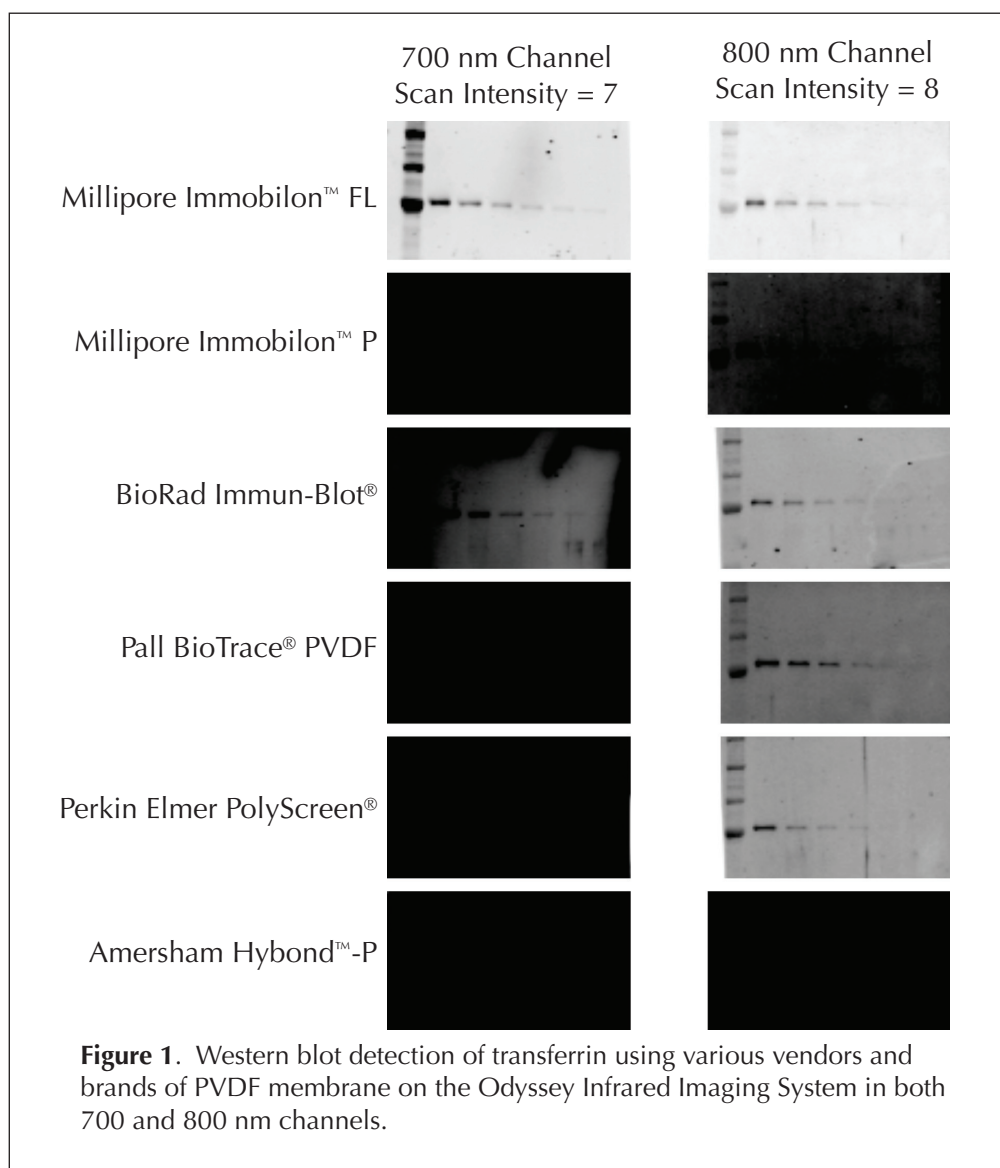 700 nm Channel
Scan Intensity = 7
800 nm Channel
Scan Intensity = 8
Millipore Immobilon™ FL
Millipore Immobilon™ P
BioRad Immun-Blot®
Pall BioTrace® PVDF
Perkin Elmer PolyScreen®
Amersham Hybond™-P
Figure 1. Western blot detection of transferrin using various vendors and
brands of PVDF membrane on the Odyssey Infrared Imaging System in both
700 and 800 nm channels.